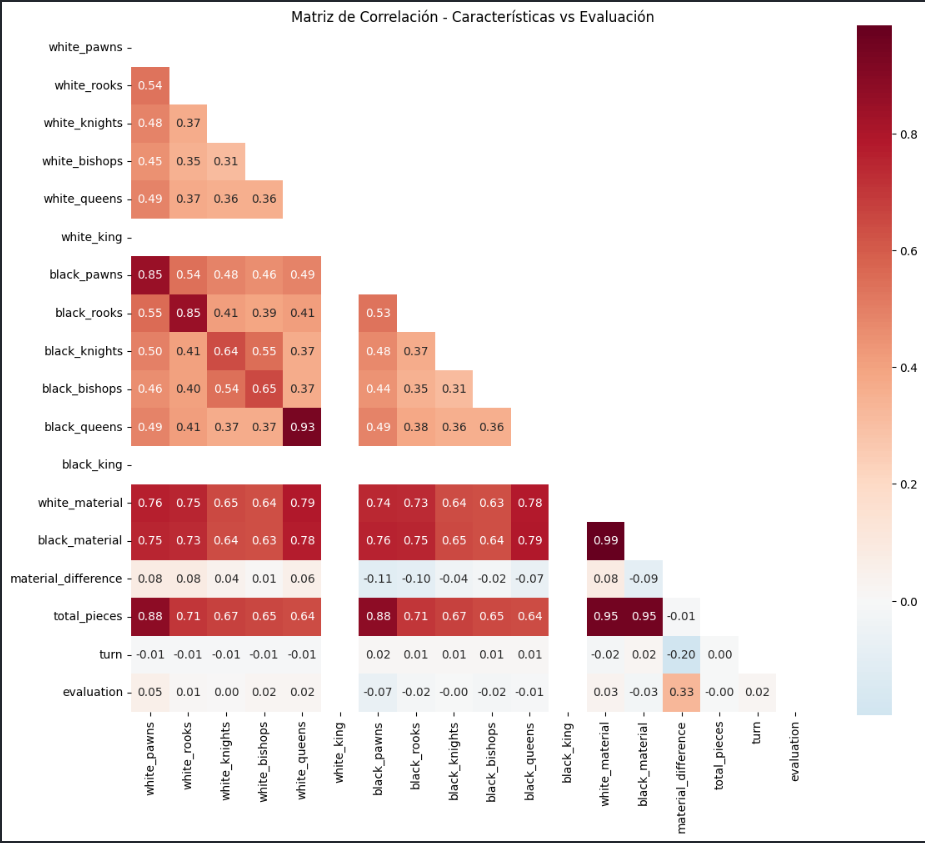 Matriz de Correlación - Características vs Evaluación
white_pawns
white_rooks 0.54
white_knights 0.48 0.37
white_bishops 0.45 0.35 0.31
white_queens 0.49 0.37 0.36 0.36
white_king
black_pawns 0.85 0.54 0.48 0.46 0.49
black_rooks 0.55 0.85 0.41 0.39 0.41 0.53
black_knights 0.50 0.41 0.64 0.55 0.37 0.48 0.37
black_bishops 0.46 0.40 0.54 0.65 0.37 0.44 0.35 0.31
black_queens 0.49 0.41 0.37 0.37 0.93 0.49 0.38 0.36 0.36
black_king
white_material 0.76 0.75 0.65 0.64 0.79 0.74 0.73 0.64 0.63 0.78
black_material 0.75 0.73 0.64 0.63 0.78 0.76 0.75 0.65 0.64 0.79 0.99
material_difference 0.08 0.08 0.04 0.01 0.06 -0.11 -0.10 -0.04 -0.02 -0.07 0.08 -0.09
total_pieces 0.88 0.71 0.67 0.65 0.64 0.88 0.71 0.67 0.65 0.64 0.95 0.95 -0.01
turn -0.01 -0.01 -0.01 -0.01 -0.01 0.02 0.01 0.01 0.01 0.01 -0.02 0.02 -0.20 0.00
evaluation 0.05 0.01 0.00 0.02 0.02 -0.07 -0.02 -0.00 -0.02 -0.01 0.03 -0.03 0.33 -0.00 0.02
white_pawns
white_rooks
white_knights
white_bishops
white_queens
white_king
black_pawns
black_rooks
black_knights
black_bishops
black_queens
black_king
white_material
black_material
material_difference
total_pieces
turn
evaluation
0.8
0.6
0.4
0.2
0.0